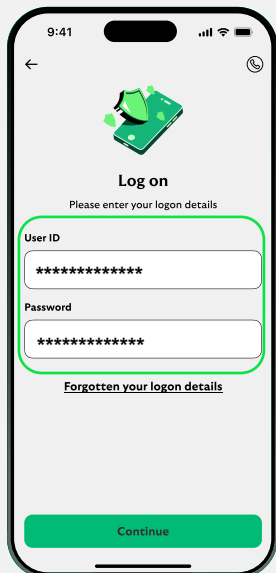 9:41
Log on
Please enter your logon details
User ID
*************
Password
*************
Forgotten your logon details
Continue